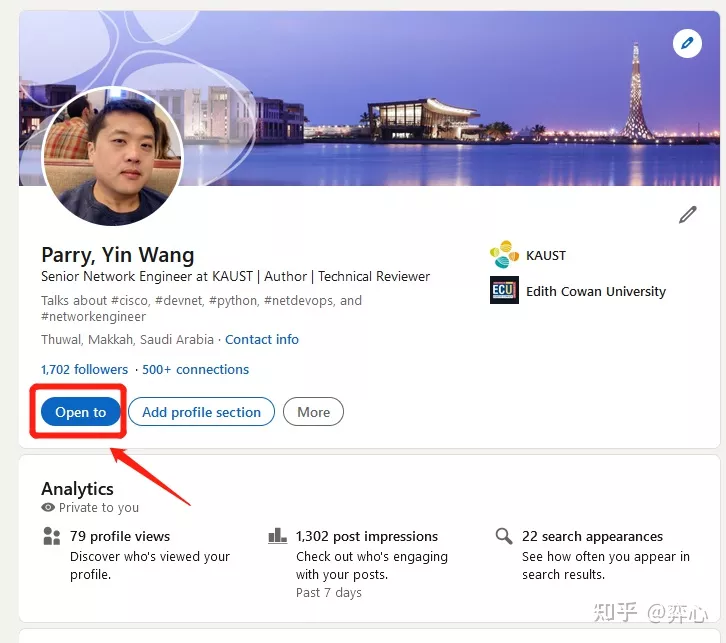 Parry, Yin Wang
Senior Network Engineer at KAUST | Author | Technical Reviewer
Talks about #cisco, #devnet, #python, #netdevops, and
#networkengineer
Thuwal, Makkah, Saudi Arabia · Contact info
1,702 followers · 500+ connections
KAUST
ECU
Edith Cowan University
Open to
Add profile section
More
Analytics
Private to you
79 profile views
Discover who's viewed your
profile.
1,302 post impressions
Check out who's engaging
with your posts.
Past 7 days
22 search appearances
See how often you appear in
search results.
知乎 @弈心